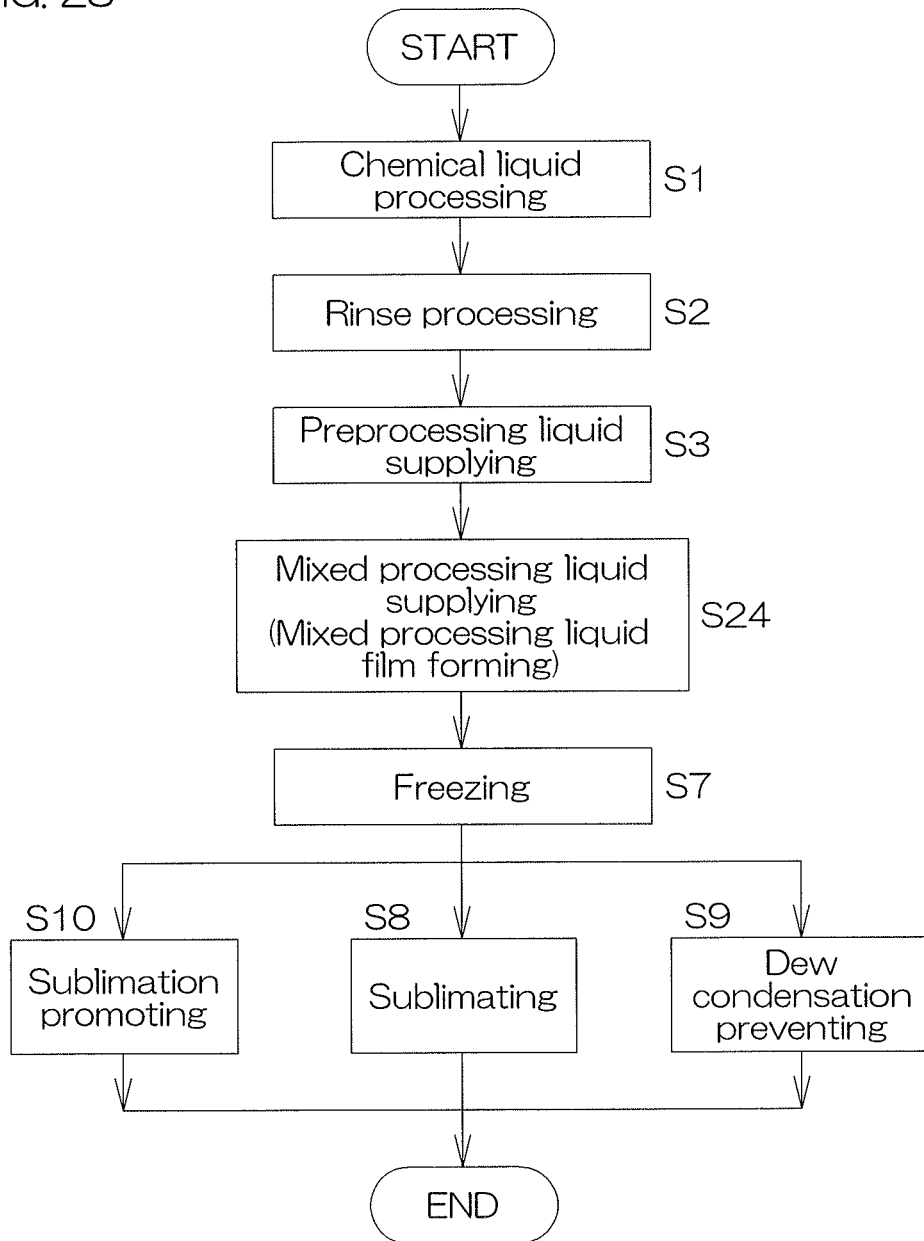 START
Chemical liquid
processing
S1
Rinse processing
S2
Preprocessing liquid
supplying
S3
Mixed processing liquid
supplying
(Mixed processing liquid
film forming)
S24
Freezing
S7
S10
Sublimation
promoting
S8
Sublimating
S9
Dew
condensation
preventing
END